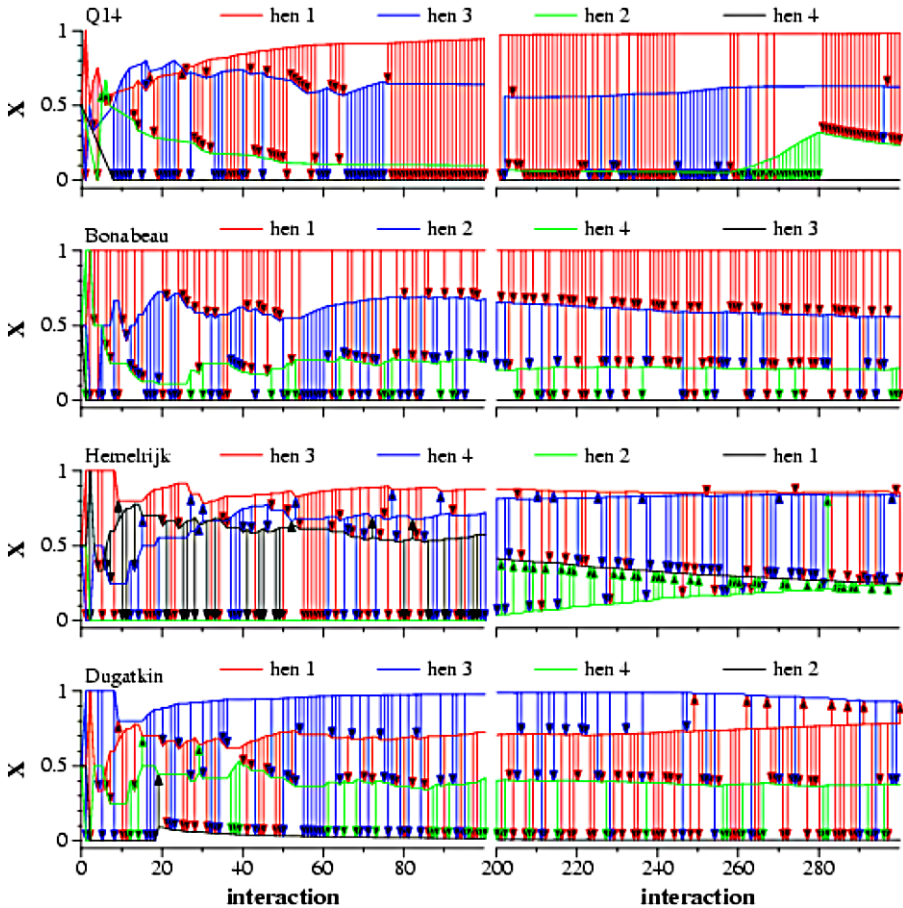 Q14 hen 1 hen 3 hen 2 hen 4
1
X 0.5
0
Bonabeau hen 1 hen 2 hen 4 hen 3
1
X 0.5
0
Hemelrijk hen 3 hen 4 hen 2 hen 1
1
X 0.5
0
Dugatkin hen 1 hen 3 hen 4 hen 2
1
X 0.5
0
0 20 40 60 80 200 220 240 260 280
interaction interaction